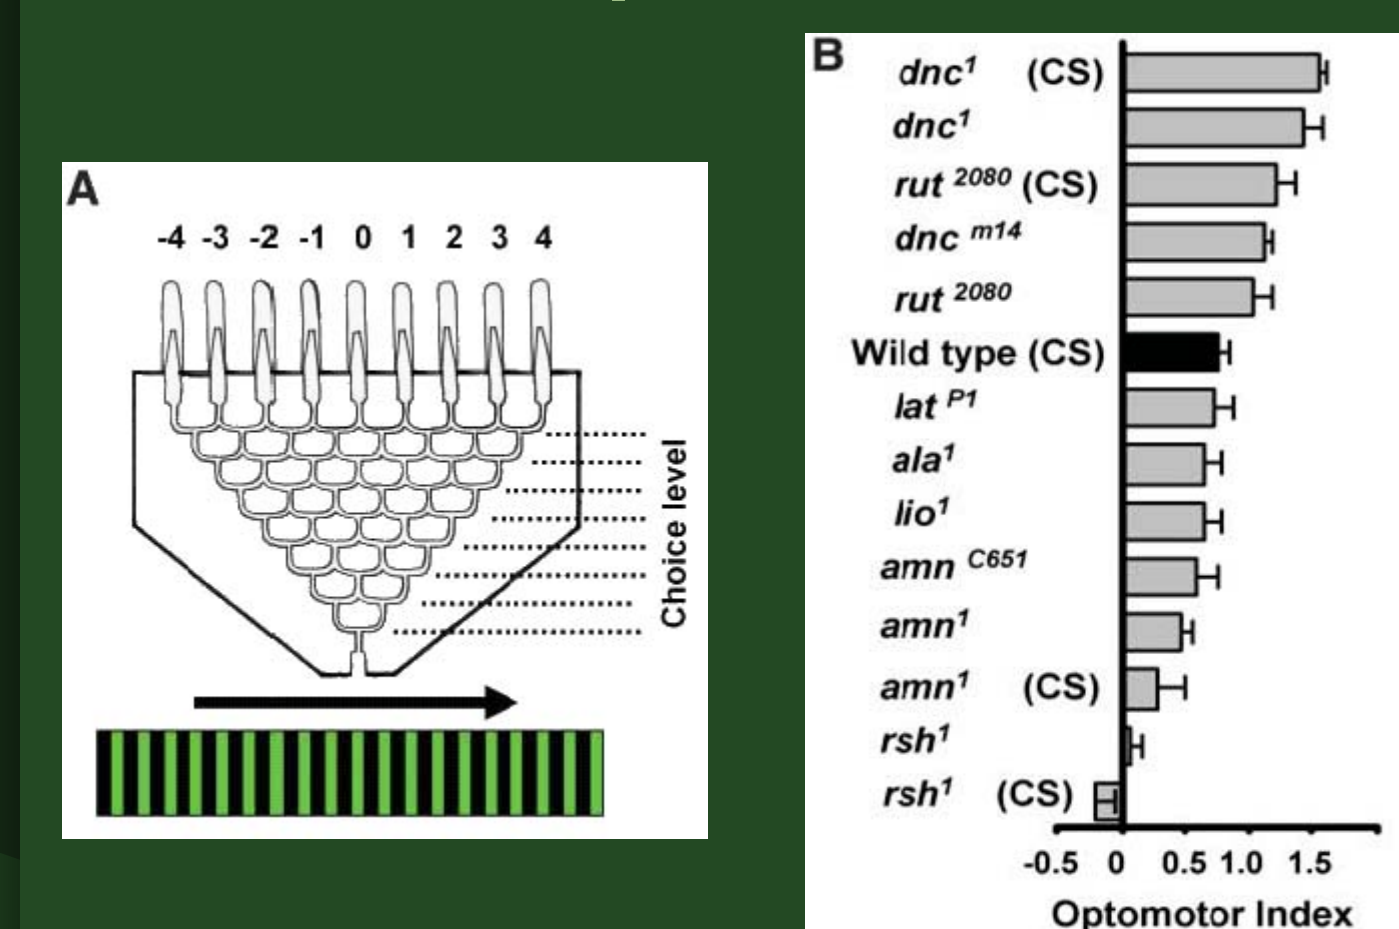 A
-4 -3 -2 -1 0 1 2 3 4
Choice level
B
dnc¹ (CS)
dnc¹
rut ²⁰⁸⁰ (CS)
dnc ᵐ¹⁴
rut ²⁰⁸⁰
Wild type (CS)
lat ᴾ¹
ala¹
lio¹
amn C651
amn¹
amn¹ (CS)
rsh¹
rsh¹ (CS)
-0.5 0 0.5 1.0 1.5
Optomotor Index